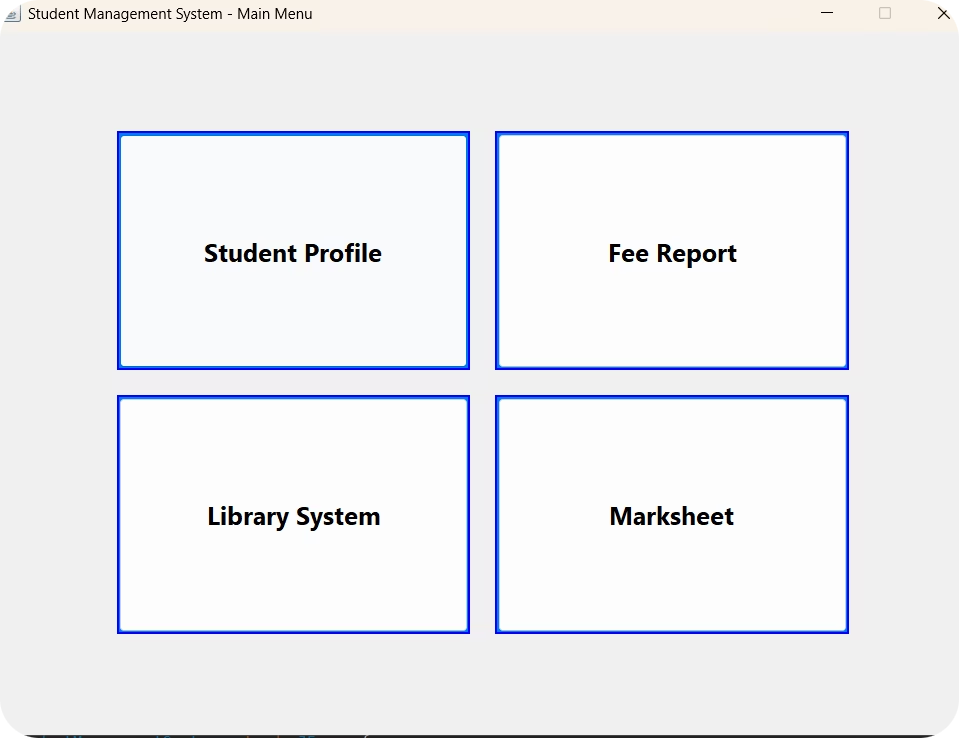 Student Management System - Main Menu
Student Profile
Fee Report
Library System
Marksheet